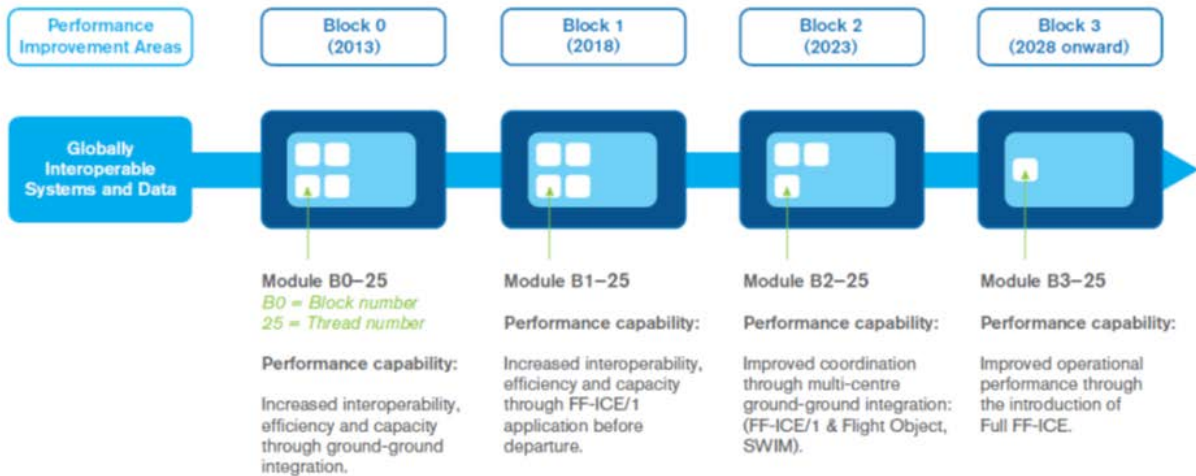 Performance
Improvement Areas
Block 0
(2013)
Block 1
(2018)
Block 2
(2023)
Block 3
(2028 onward)
Globally
Interoperable
Systems and Data
Module B0–25
B0 = Block number
25 = Thread number
Performance capability:
Increased interoperability,
efficiency and capacity
through ground-ground
integration.
Module B1–25
Performance capability:
Increased interoperability,
efficiency and capacity
through FF-ICE/1
application before
departure.
Module B2–25
Performance capability:
Improved coordination
through multi-centre
ground-ground integration:
(FF-ICE/1 & Flight Object,
SWIM).
Module B3–25
Performance capability:
Improved operational
performance through
the introduction of
Full FF-ICE.